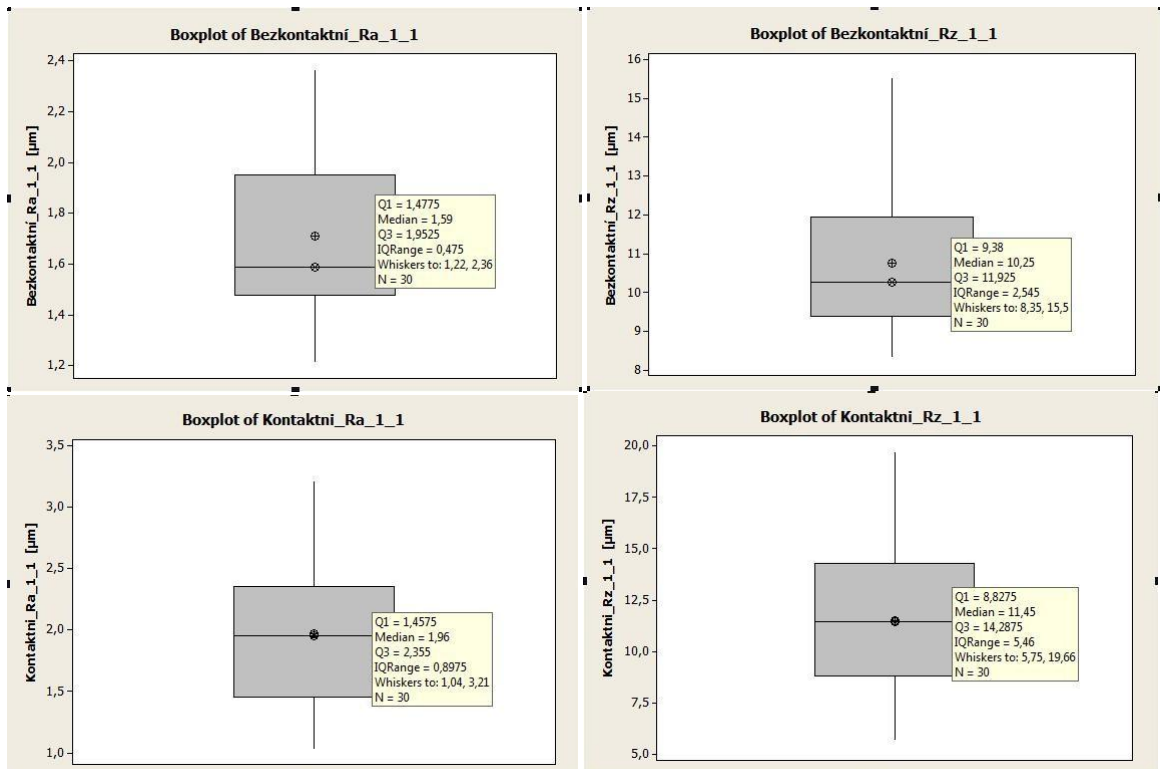 Boxplot of Bezkontaktní_Ra_1_1
2,4
2,2
2,0
1,8
1,6
1,4
1,2
Bezkontaktní_Ra_1_1 [µm]
Q1 = 1,4775
Median = 1,59
Q3 = 1,9525
IQRange = 0,475
Whiskers to: 1,22, 2,36
N = 30
Boxplot of Bezkontaktní_Rz_1_1
16
15
14
13
12
11
10
9
8
Bezkontaktní_Rz_1_1 [µm]
Q1 = 9,38
Median = 10,25
Q3 = 11,925
IQRange = 2,545
Whiskers to: 8,35, 15,5
N = 30
Boxplot of Kontaktni_Ra_1_1
3,5
3,0
2,5
2,0
1,5
1,0
Kontaktni_Ra_1_1 [µm]
Q1 = 1,4575
Median = 1,96
Q3 = 2,355
IQRange = 0,8975
Whiskers to: 1,04, 3,21
N = 30
Boxplot of Kontaktni_Rz_1_1
20,0
17,5
15,0
12,5
10,0
7,5
5,0
Kontaktni_Rz_1_1 [µm]
Q1 = 8,8275
Median = 11,45
Q3 = 14,2875
IQRange = 5,46
Whiskers to: 5,75, 19,66
N = 30